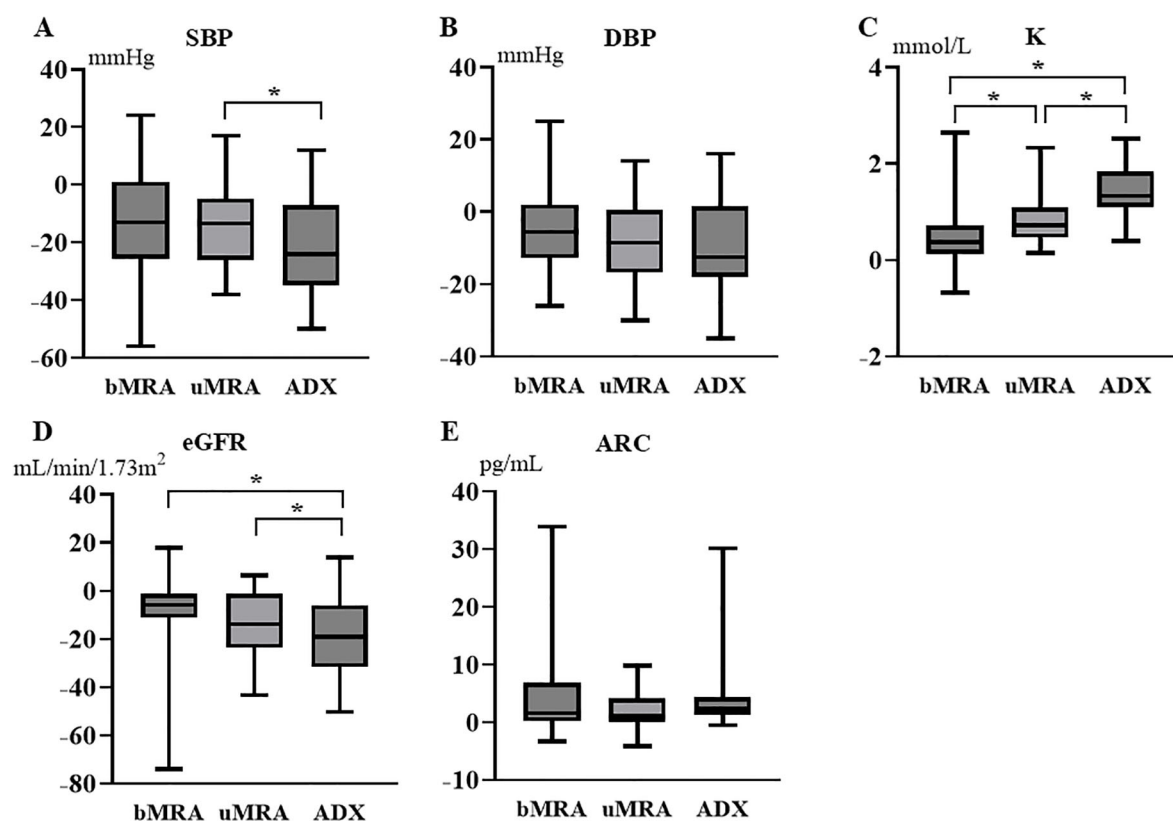 A
SBP
mmHg
*
40
20
0
-20
-40
-60
bMRA uMRA ADX
B
DBP
mmHg
40
20
0
-20
-40
bMRA uMRA ADX
C
K
mmol/L
*
* *
4
2
0
-2
bMRA uMRA ADX
D
eGFR
mL/min/1.73m²
*
*
40
20
0
-20
-40
-60
-80
bMRA uMRA ADX
E
ARC
pg/mL
40
30
20
10
0
-10
bMRA uMRA ADX